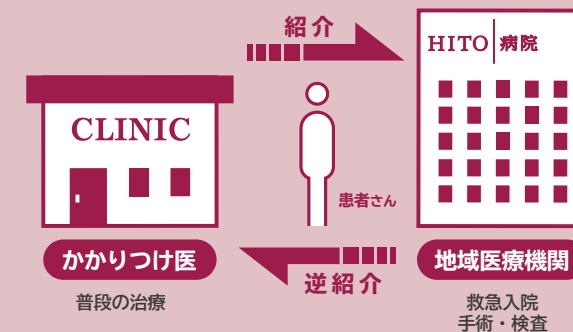 紹介
HITO 病院
CLINIC
患者さん
かかりつけ医
逆紹介
地域医療機関
普段の治療
救急入院
手術・検査